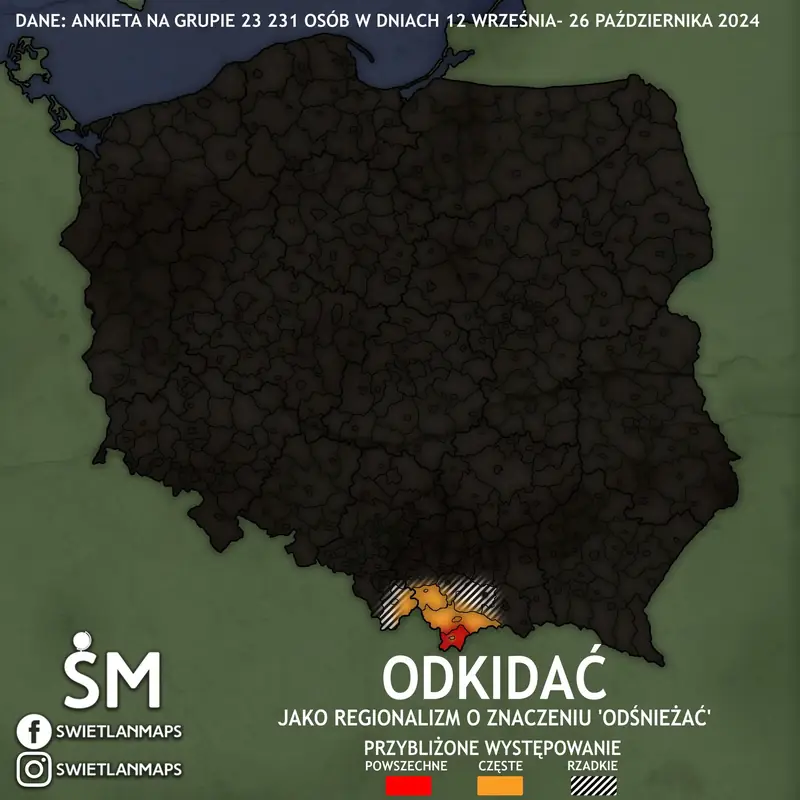 DANE: ANKIETA NA GRUPIE 23 231 OSÓB W DNIACH 12 WRZEŚNIA- 26 PAŹDZIERNIKA 2024
ŚM
SWIETLANMAPS
SWIETLANMAPS
ODKIDAĆ
JAKO REGIONALIZM O ZNACZENIU 'ODŚNIEŻAĆ'
PRZYBLIŻONE WYSTĘPOWANIE
POWSZECHNE CZĘSTE RZADKIE